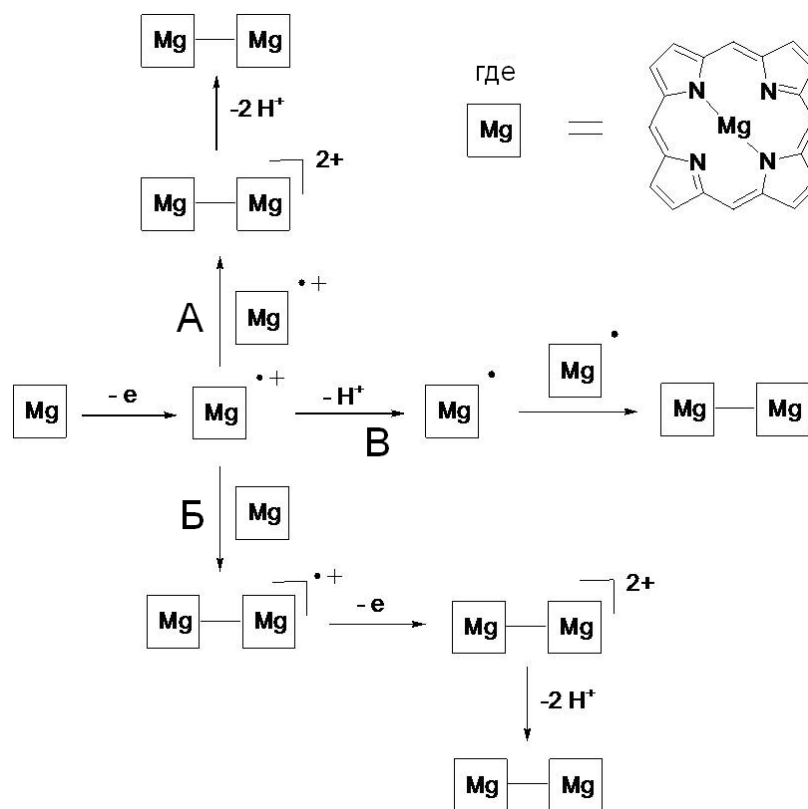 Mg Mg
где
-2 H⁺
Mg = N N Mg N N
Mg Mg 2+
А Mg • +
Mg - e Mg • + - H⁺ В Mg • Mg • Mg Mg
Б Mg
Mg Mg • + - e Mg Mg 2+
-2 H⁺
Mg Mg